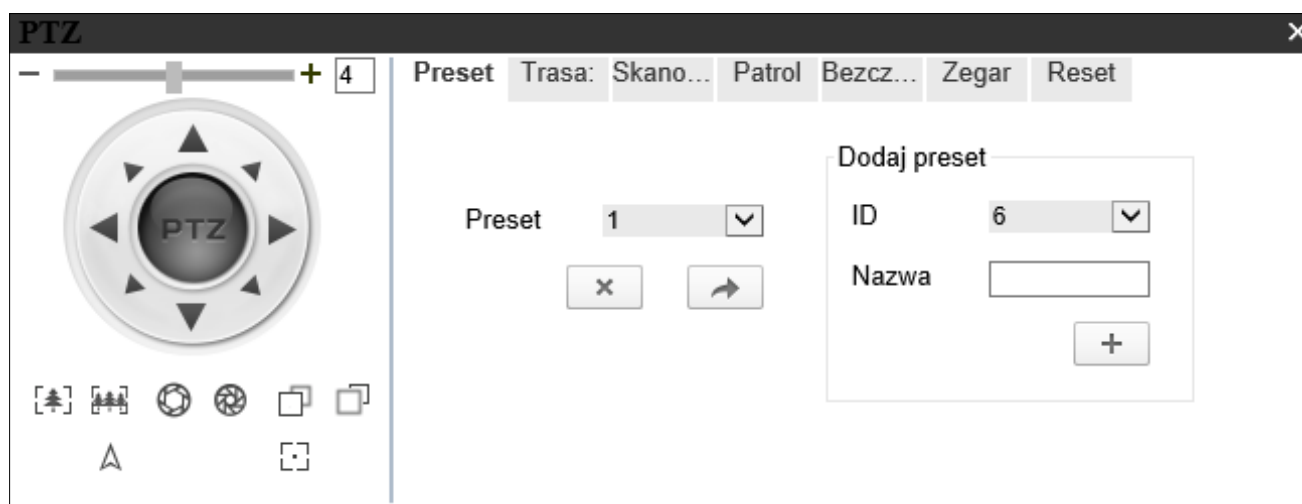 PTZ
4
Preset Trasa: Skano... Patrol Bezcz... Zegar Reset
PTZ
Dodaj preset
Preset 1
ID 6
Nazwa